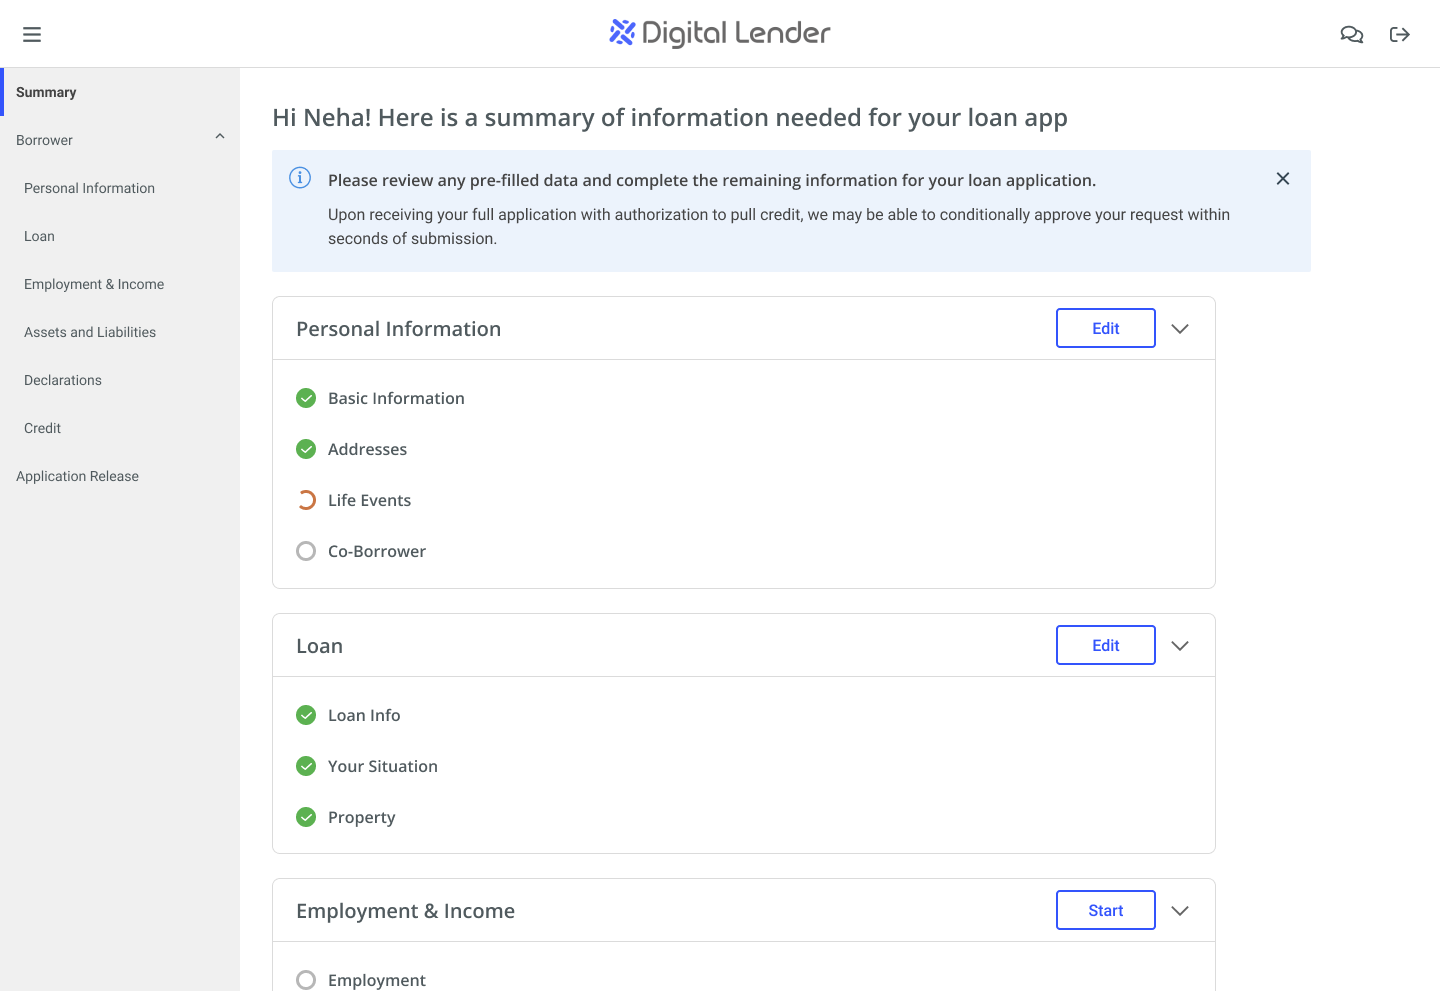 Digital Lender
Summary
Borrower
Personal Information
Loan
Employment & Income
Assets and Liabilities
Declarations
Credit
Application Release
Hi Neha! Here is a summary of information needed for your loan app
Please review any pre-filled data and complete the remaining information for your loan application.
Upon receiving your full application with authorization to pull credit, we may be able to conditionally approve your request within
seconds of submission.
Personal Information
Edit
Basic Information
Addresses
Life Events
Co-Borrower
Loan
Edit
Loan Info
Your Situation
Property
Employment & Income
Start
Employment